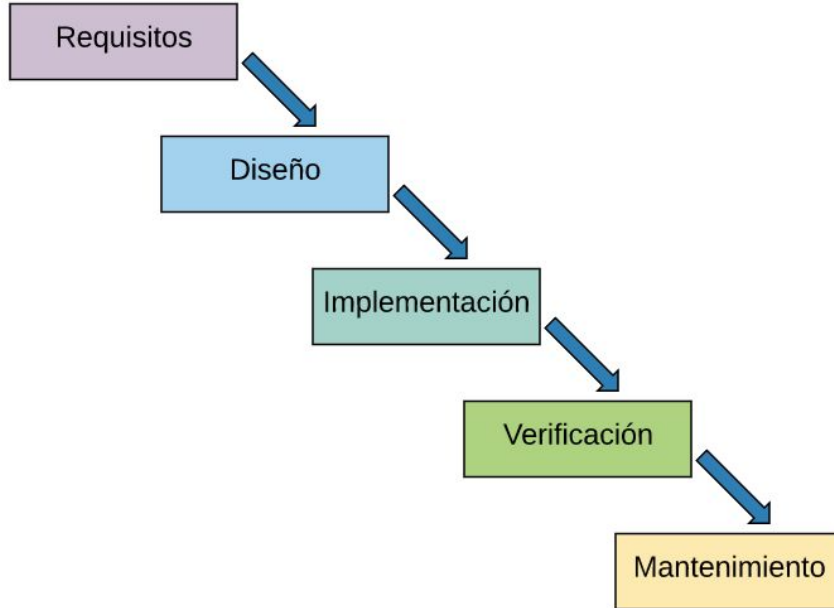 Requisitos
Diseño
Implementación
Verificación
Mantenimiento